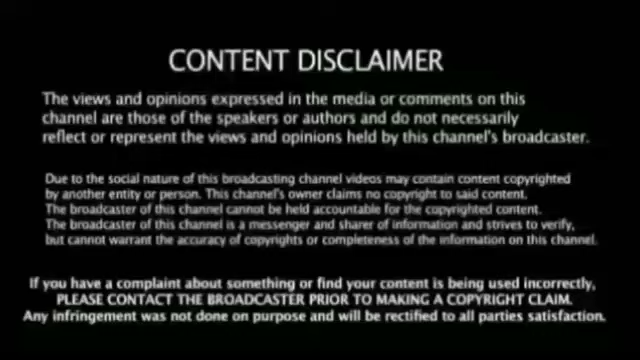 CONTENT DISCLAIMER
The views and opinions expressed in the media or comments on this
channel are those of the speakers or authors and do not necessarily
reflect or represent the views and opinions held by this channel's broadcaster.
Due to the social nature of this broadcasting channel videos may contain content copyrighted
by another entity or person. This channel's owner claims no copyright to said content.
The broadcaster of this channel cannot be held accountable for the copyrighted content.
The broadcaster of this channel is a messenger and sharer of information and strives to verify,
but cannot warrant the accuracy of copyrights or completeness of the information on this channel.
If you have a complaint about something or find your content is being used incorrectly,
PLEASE CONTACT THE BROADCASTER PRIOR TO MAKING A COPYRIGHT CLAIM.
Any infringement was not done on purpose and will be rectified to all parties satisfaction.